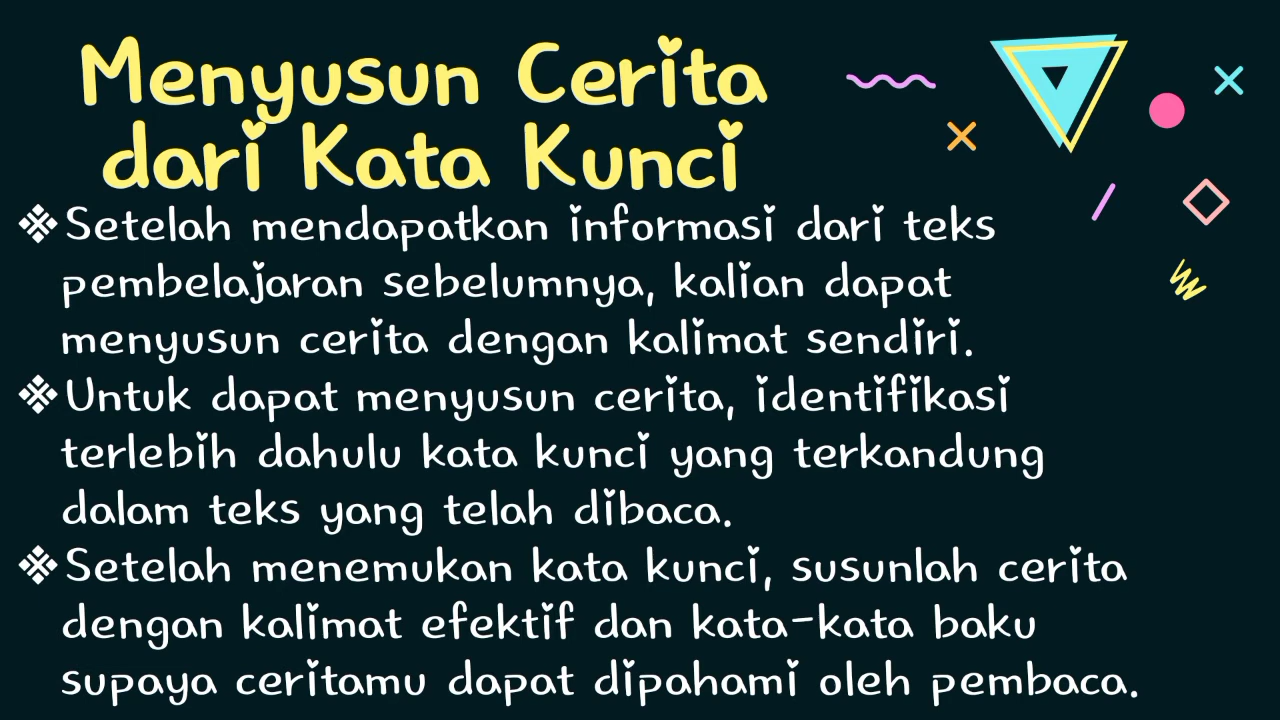 Menyusun Cerita
dari Kata Kunci
❖Setelah mendapatkan informasi dari teks
pembelajaran sebelumnya, kalian dapat
menyusun cerita dengan kalimat sendiri.
❖Untuk dapat menyusun cerita, identifikasi
terlebih dahulu kata kunci yang terkandung
dalam teks yang telah dibaca.
❖Setelah menemukan kata kunci, susunlah cerita
dengan kalimat efektif dan kata-kata baku
supaya ceritamu dapat dipahami oleh pembaca.